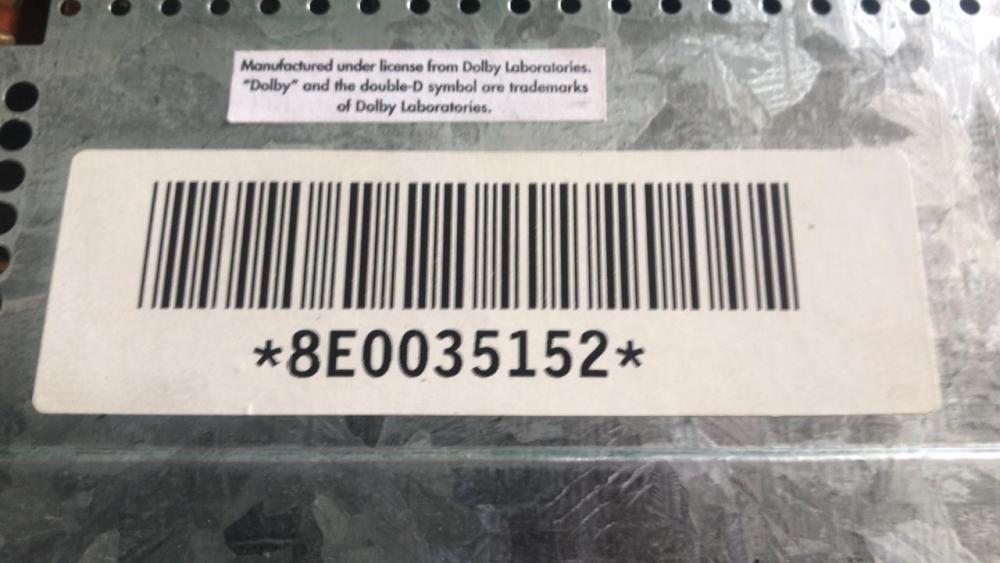 Manufactured under license from Dolby Laboratories.
"Dolby" and the double-D symbol are trademarks
of Dolby Laboratories.
*8E0035152*